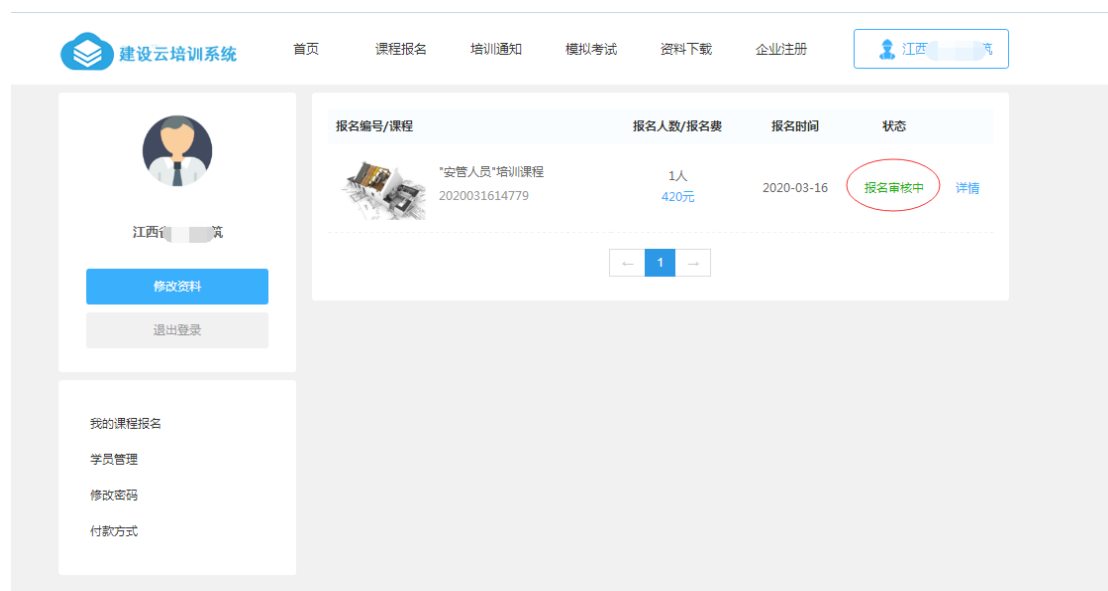 建设云培训系统
首页 课程报名 培训通知 模拟考试 资料下载 企业注册 江西 筑
报名编号/课程 报名人数/报名费 报名时间 状态
"安管人员"培训课程
2020031614779
1人
420元
2020-03-16
报名审核中
详情
← 1 →
江西省 筑
修改资料
退出登录
我的课程报名
学员管理
修改密码
付款方式